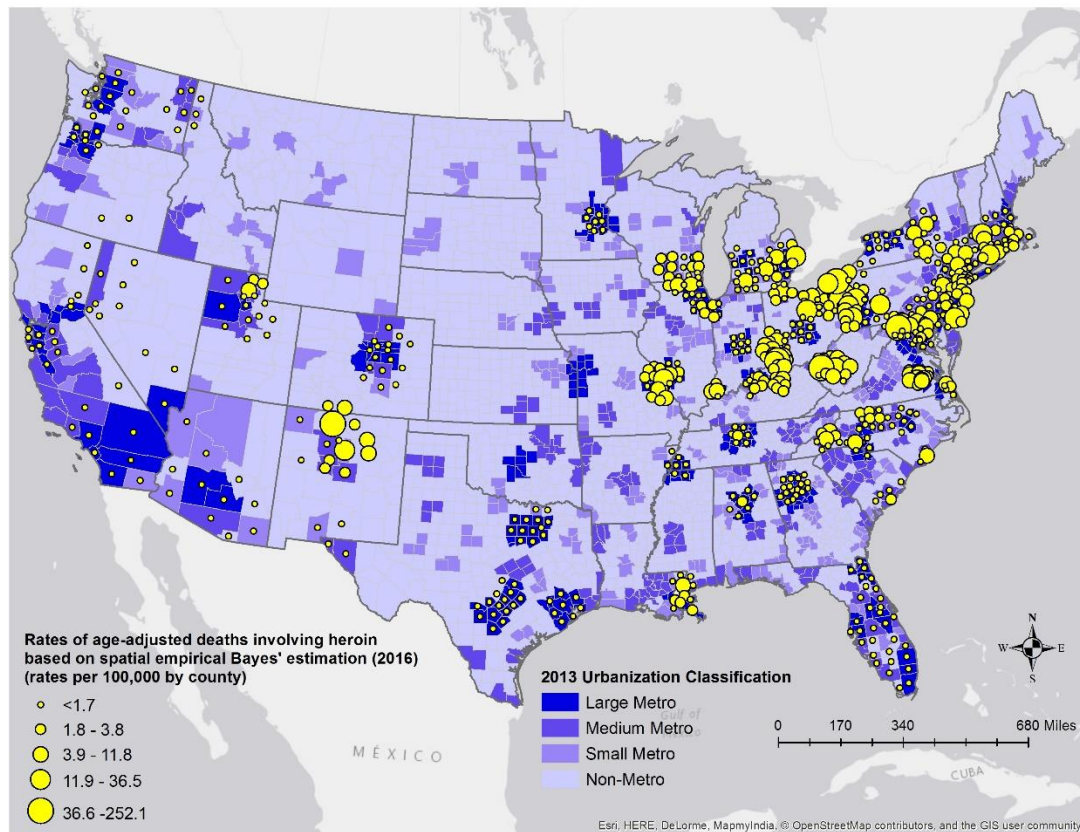 Rates of age-adjusted deaths involving heroin
based on spatial empirical Bayes' estimation (2016)
(rates per 100,000 by county)
<1.7
1.8 - 3.8
3.9 - 11.8
11.9 - 36.5
36.6 -252.1
MÉXICO
2013 Urbanization Classification
Large Metro
Medium Metro
Small Metro
Non-Metro
Gulf of
N
W
E
S
0 170 340 680 Miles
CUBA
Esri, HERE, DeLorme, MapmyIndia, © OpenStreetMap contributors, and the GIS user community